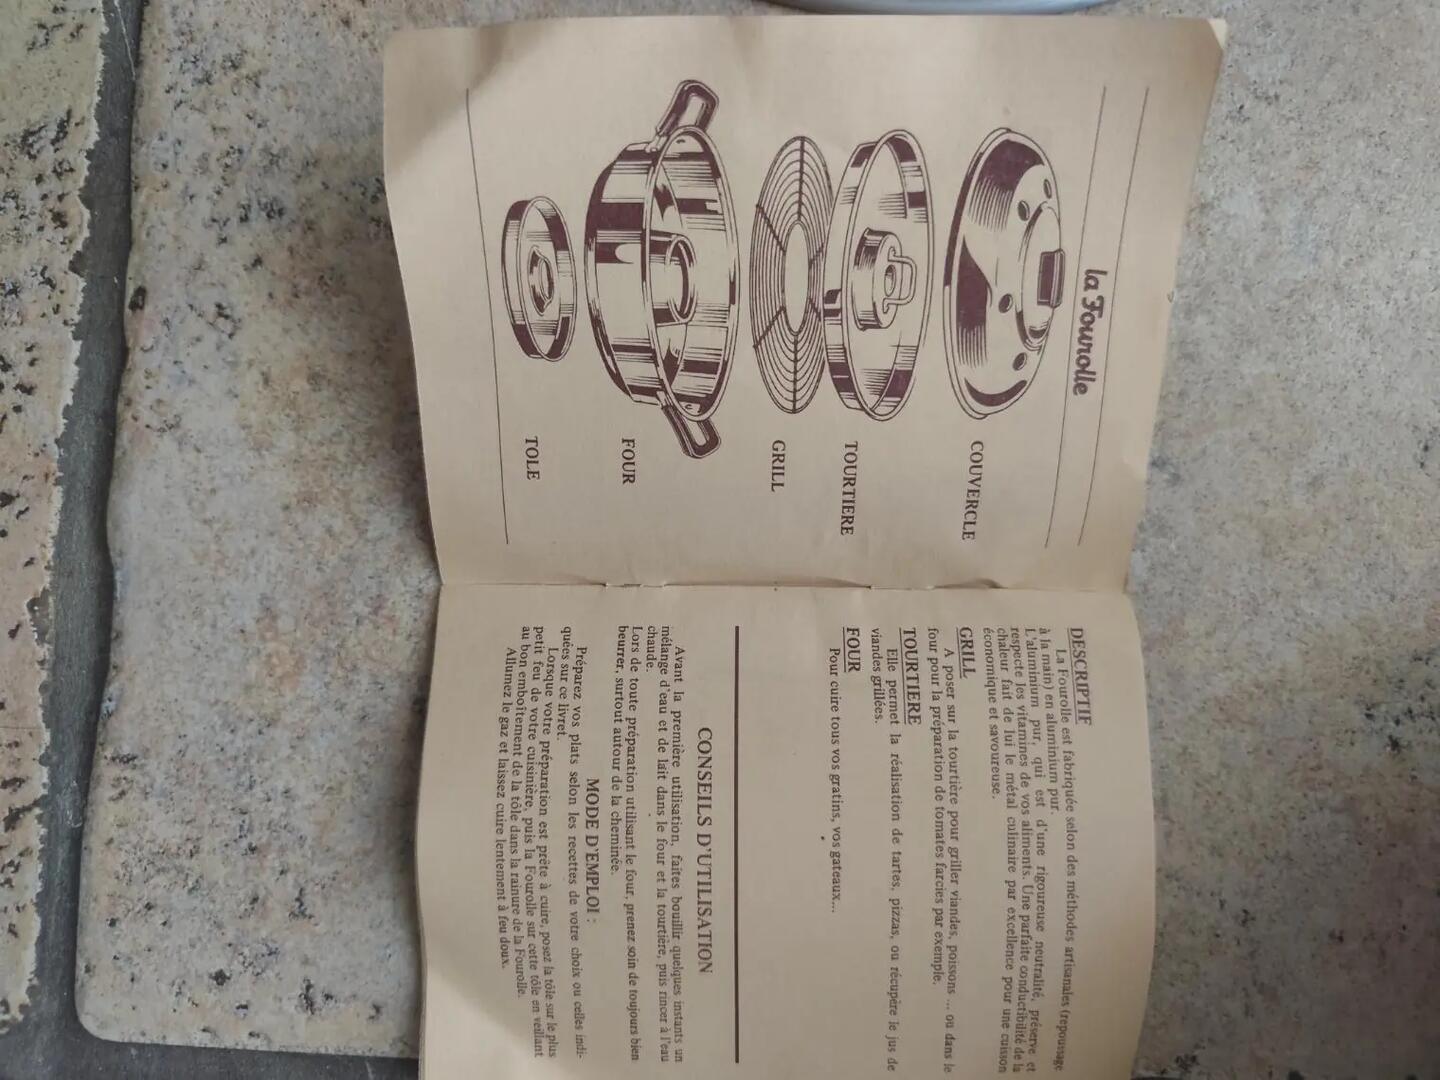 la Fourolle
COUVERCLE
TOURTIERE
GRILL
FOUR
TOLE
DESCRIPTIF
La Fourolle est fabriquée selon des méthodes artisanales (repoussage
à la main) en aluminium pur.
L'aluminium pur, qui est d'une rigoureuse neutralité, préserve et
respecte les vitamines de vos aliments. Une parfaite conductibilité de la
chaleur fait de lui le métal culinaire par excellence pour une cuisson
économique et savoureuse.
GRILL
A poser sur la tourtière pour griller viandes, poissons ... ou dans le
four pour la préparation de tomates farcies par exemple.
TOURTIERE
Elle permet la réalisation de tartes, pizzas, ou récupère le jus de
viandes grillées.
FOUR
Pour cuire tous vos gratins, vos gateaux...
CONSEILS D'UTILISATION
Avant la première utilisation, faites bouillir quelques instants un
mélange d'eau et de lait dans le four et la tourtière, puis rincer à l'eau
chaude.
Lors de toute préparation utilisant le four, prenez soin de toujours bien
beurrer, surtout autour de la cheminée.
MODE D'EMPLOI :
Préparez vos plats selon les recettes de votre choix ou celles indi-
quées sur ce livret.
Lorsque votre préparation est prête à cuire, posez la tôle sur le plus
petit feu de votre cuisinière, puis la Fourolle sur cette tôle en veillant
au bon emboîtement de la tôle dans la rainure de la Fourolle.
Allumez le gaz et laissez cuire lentement à feu doux.